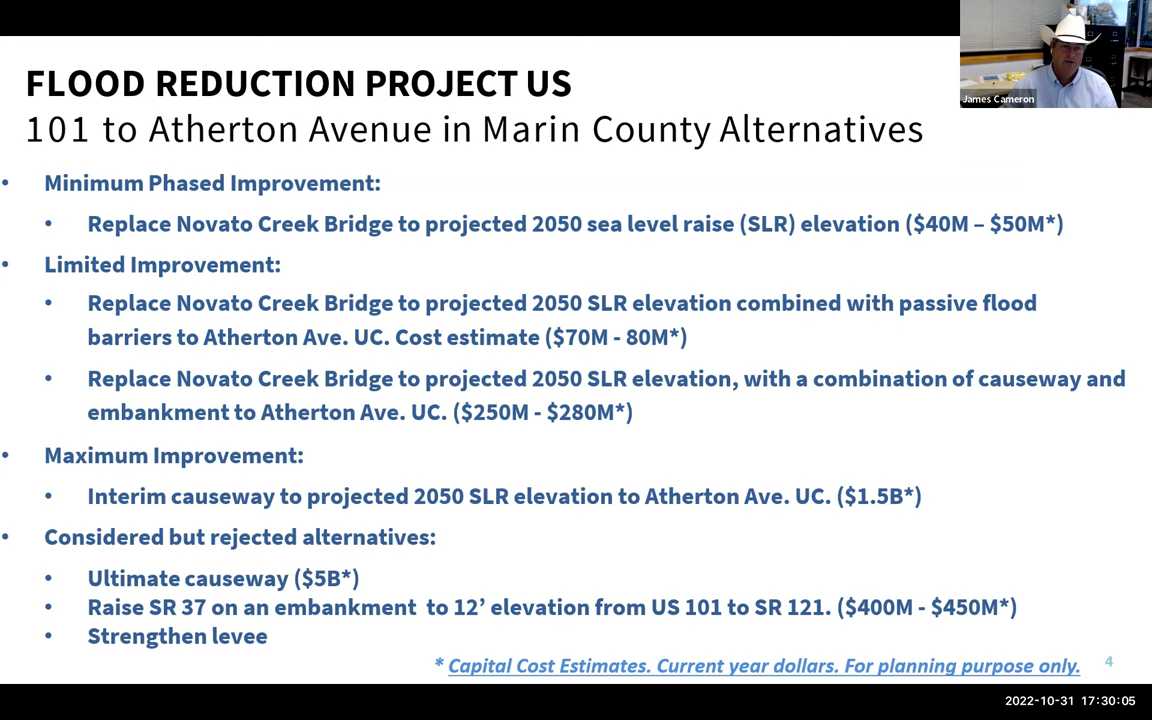 FLOOD REDUCTION PROJECT US
101 to Atherton Avenue in Marin County Alternatives
James Cameron
• Minimum Phased Improvement:
• Replace Novato Creek Bridge to projected 2050 sea level raise (SLR) elevation ($40M – $50M*)
• Limited Improvement:
• Replace Novato Creek Bridge to projected 2050 SLR elevation combined with passive flood
barriers to Atherton Ave. UC. Cost estimate ($70M - 80M*)
• Replace Novato Creek Bridge to projected 2050 SLR elevation, with a combination of causeway and
embankment to Atherton Ave. UC. ($250M - $280M*)
• Maximum Improvement:
• Interim causeway to projected 2050 SLR elevation to Atherton Ave. UC. ($1.5B*)
• Considered but rejected alternatives:
• Ultimate causeway ($5B*)
• Raise SR 37 on an embankment to 12’ elevation from US 101 to SR 121. ($400M - $450M*)
• Strengthen levee
* Capital Cost Estimates. Current year dollars. For planning purpose only.
4
2022-10-31 17:30:05